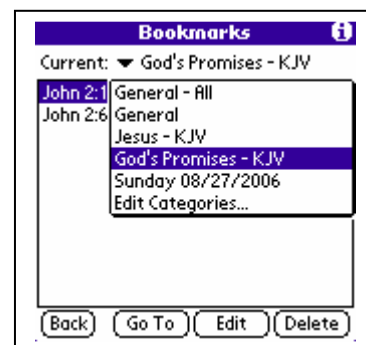 Bookmarks i
Current: God's Promises - KJV
John 2:1 General - All
John 2:6 General
Jesus - KJV
God's Promises - KJV
Sunday 08/27/2006
Edit Categories...
Back Go To Edit Delete